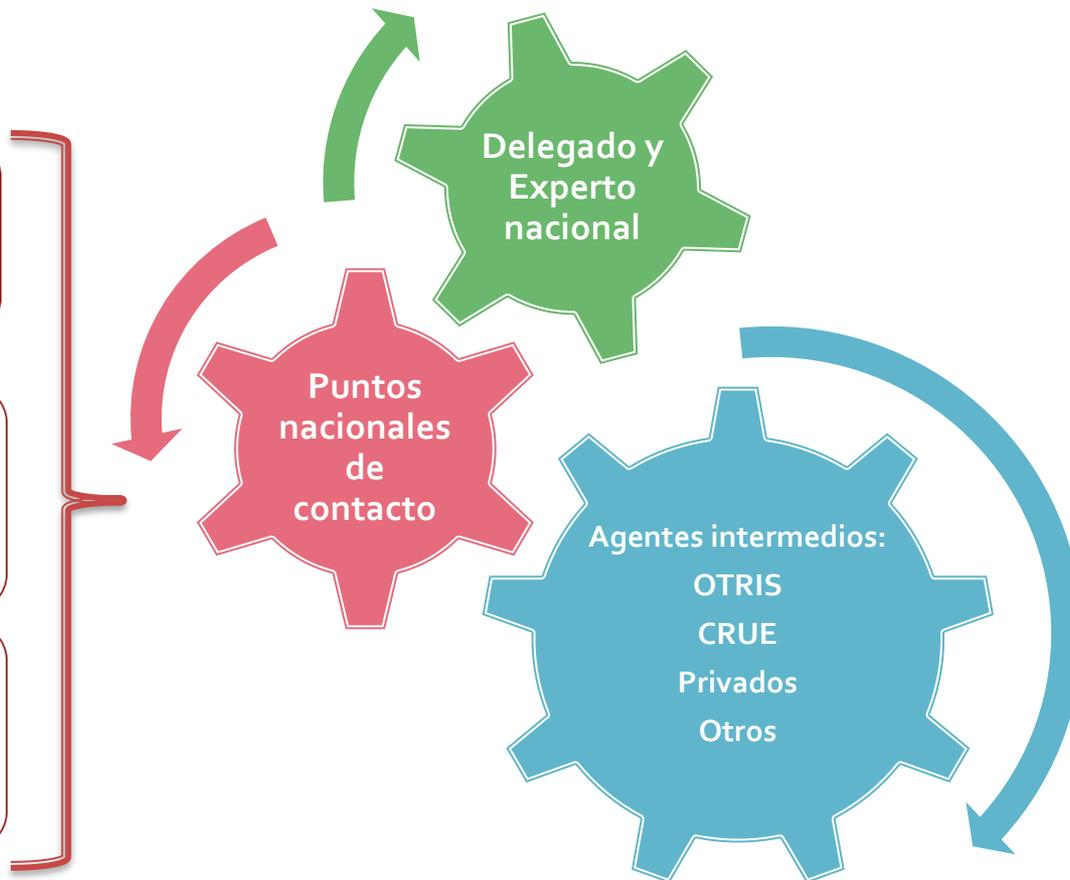 Delegado y
Experto
nacional
Puntos
nacionales
de
contacto
Agentes intermedios:
OTRIS
CRUE
Privados
Otros